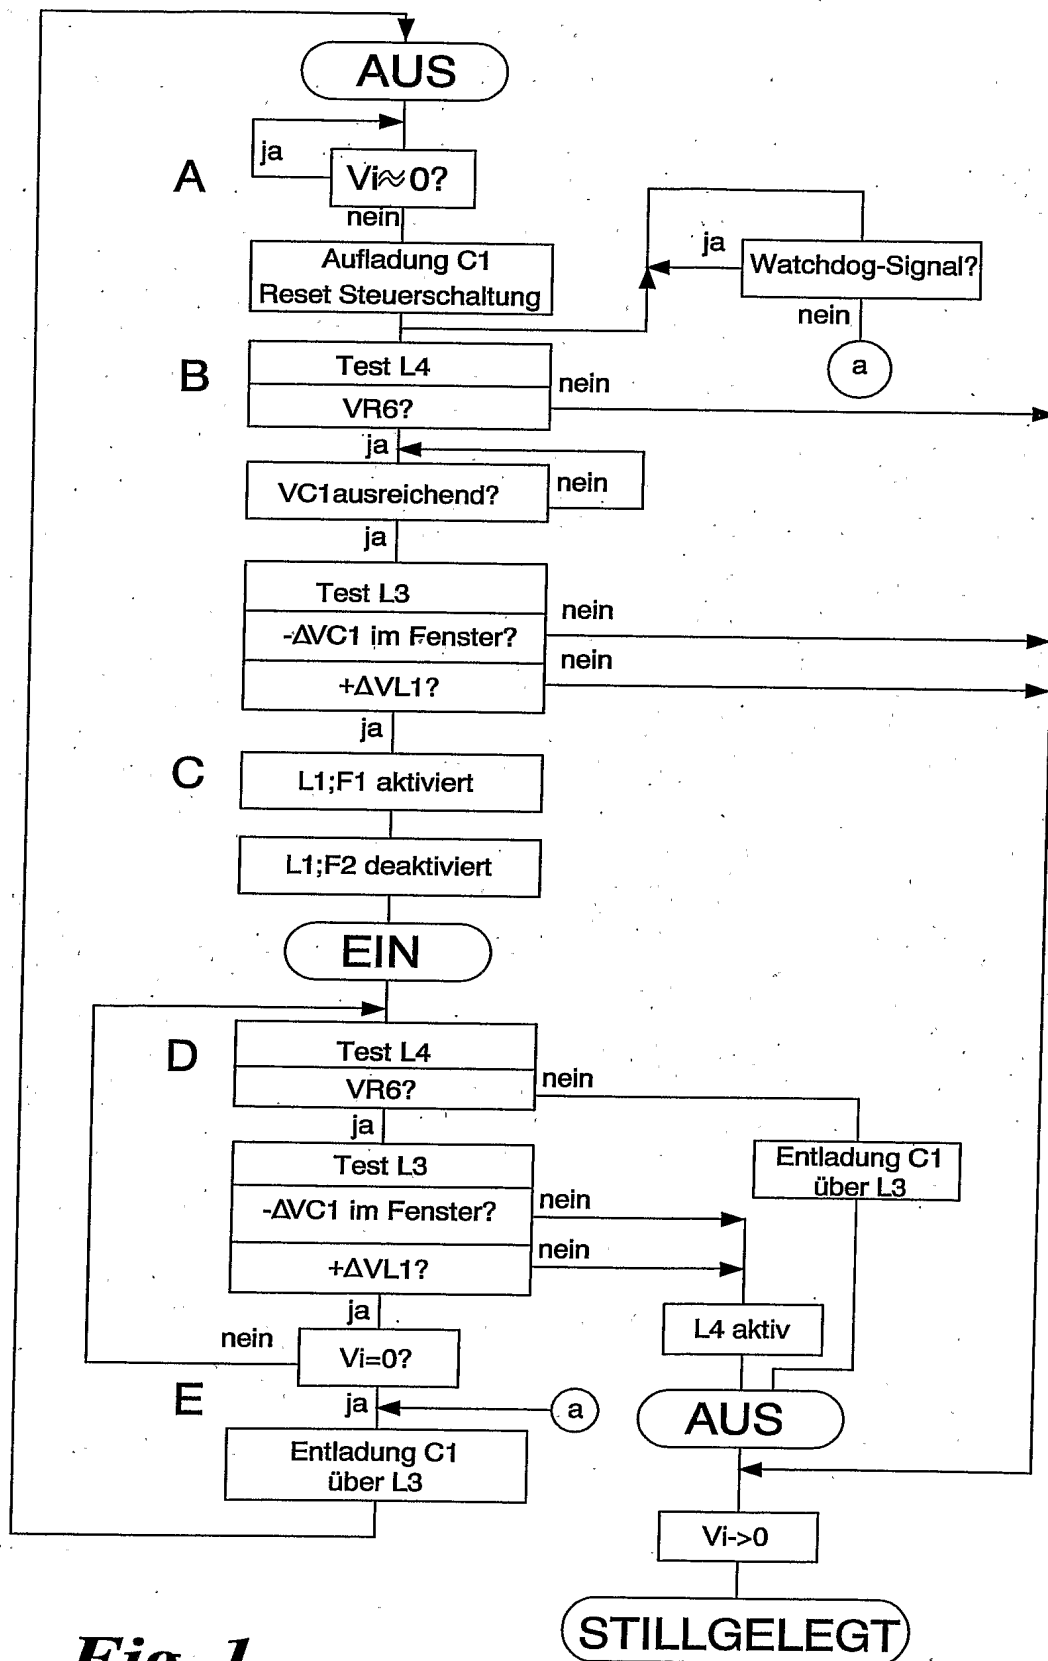 AUS
ja
A
Vi≈0?
nein
Aufladung C1
Reset Steuerschaltung
ja
Watchdog-Signal?
nein
a
B
Test L4
nein
VR6?
ja
VC1ausreichend?
nein
ja
Test L3
nein
-ΔVC1 im Fenster?
nein
+ΔVL1?
ja
C
L1;F1 aktiviert
L1;F2 deaktiviert
EIN
D
Test L4
nein
VR6?
ja
Entladung C1
über L3
Test L3
nein
-ΔVC1 im Fenster?
nein
+ΔVL1?
ja
L4 aktiv
nein
Vi=0?
E
ja
a
AUS
Entladung C1
über L3
Vi->0
STILLGELEGT
Fig. 1